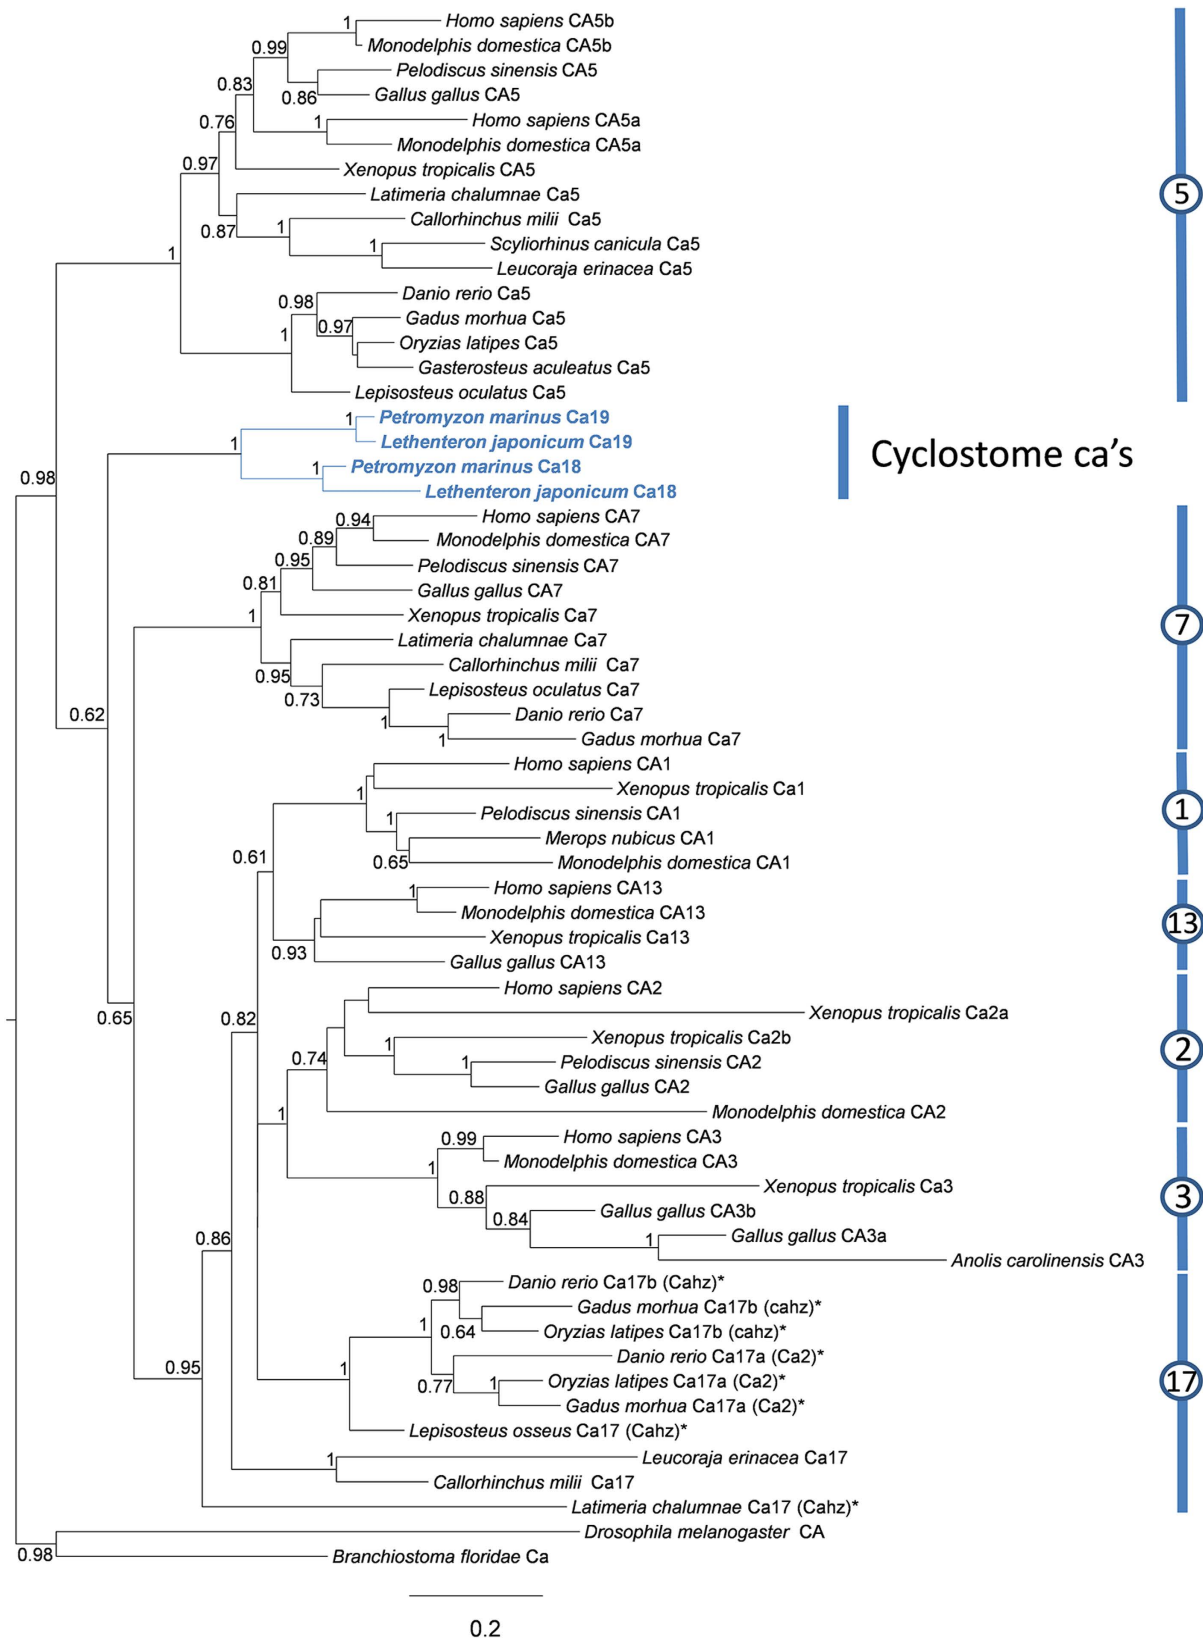 1
Homo sapiens CA5b
0.99
Monodelphis domestica CA5b
Pelodiscus sinensis CA5
0.83
0.86
Gallus gallus CA5
0.76
1
Homo sapiens CA5a
Monodelphis domestica CA5a
0.97
Xenopus tropicalis CA5
Latimeria chalumnae Ca5
5
0.87
1
Callorhinchus milii Ca5
1
1
Scyliorhinus canicula Ca5
Leucoraja erinacea Ca5
0.98
Danio rerio Ca5
1
0.97
Gadus morhua Ca5
Oryzias latipes Ca5
Gasterosteus aculeatus Ca5
Lepisosteus oculatus Ca5
1
Petromyzon marinus Ca19
1
Lethenteron japonicum Ca19
Cyclostome ca's
1
Petromyzon marinus Ca18
0.98
Lethenteron japonicum Ca18
0.94
Homo sapiens CA7
0.89
Monodelphis domestica CA7
0.95
Pelodiscus sinensis CA7
0.81
Gallus gallus CA7
1
Xenopus tropicalis Ca7
7
Latimeria chalumnae Ca7
0.95
Callorhinchus milii Ca7
0.73
Lepisosteus oculatus Ca7
0.62
1
Danio rerio Ca7
1
Gadus morhua Ca7
Homo sapiens CA1
1
Xenopus tropicalis Ca1
1
1
Pelodiscus sinensis CA1
Merops nubicus CA1
0.61
0.65
Monodelphis domestica CA1
1
Homo sapiens CA13
Monodelphis domestica CA13
13
Xenopus tropicalis Ca13
0.93
Gallus gallus CA13
Homo sapiens CA2
0.65
0.82
Xenopus tropicalis Ca2a
1
Xenopus tropicalis Ca2b
2
0.74
1
Pelodiscus sinensis CA2
Gallus gallus CA2
1
Monodelphis domestica CA2
0.99
Homo sapiens CA3
1
Monodelphis domestica CA3
0.88
Xenopus tropicalis Ca3
3
0.84
Gallus gallus CA3b
0.86
1
Gallus gallus CA3a
Anolis carolinensis CA3
0.98
Danio rerio Ca17b (Cahz)*
1
Gadus morhua Ca17b (cahz)*
0.64
Oryzias latipes Ca17b (cahz)*
0.95
1
Danio rerio Ca17a (Ca2)*
0.77
1
Oryzias latipes Ca17a (Ca2)*
17
Gadus morhua Ca17a (Ca2)*
Lepisosteus osseus Ca17 (Cahz)*
1
Leucoraja erinacea Ca17
Callorhinchus milii Ca17
Latimeria chalumnae Ca17 (Cahz)*
Drosophila melanogaster CA
0.98
Branchiostoma floridae Ca
0.2